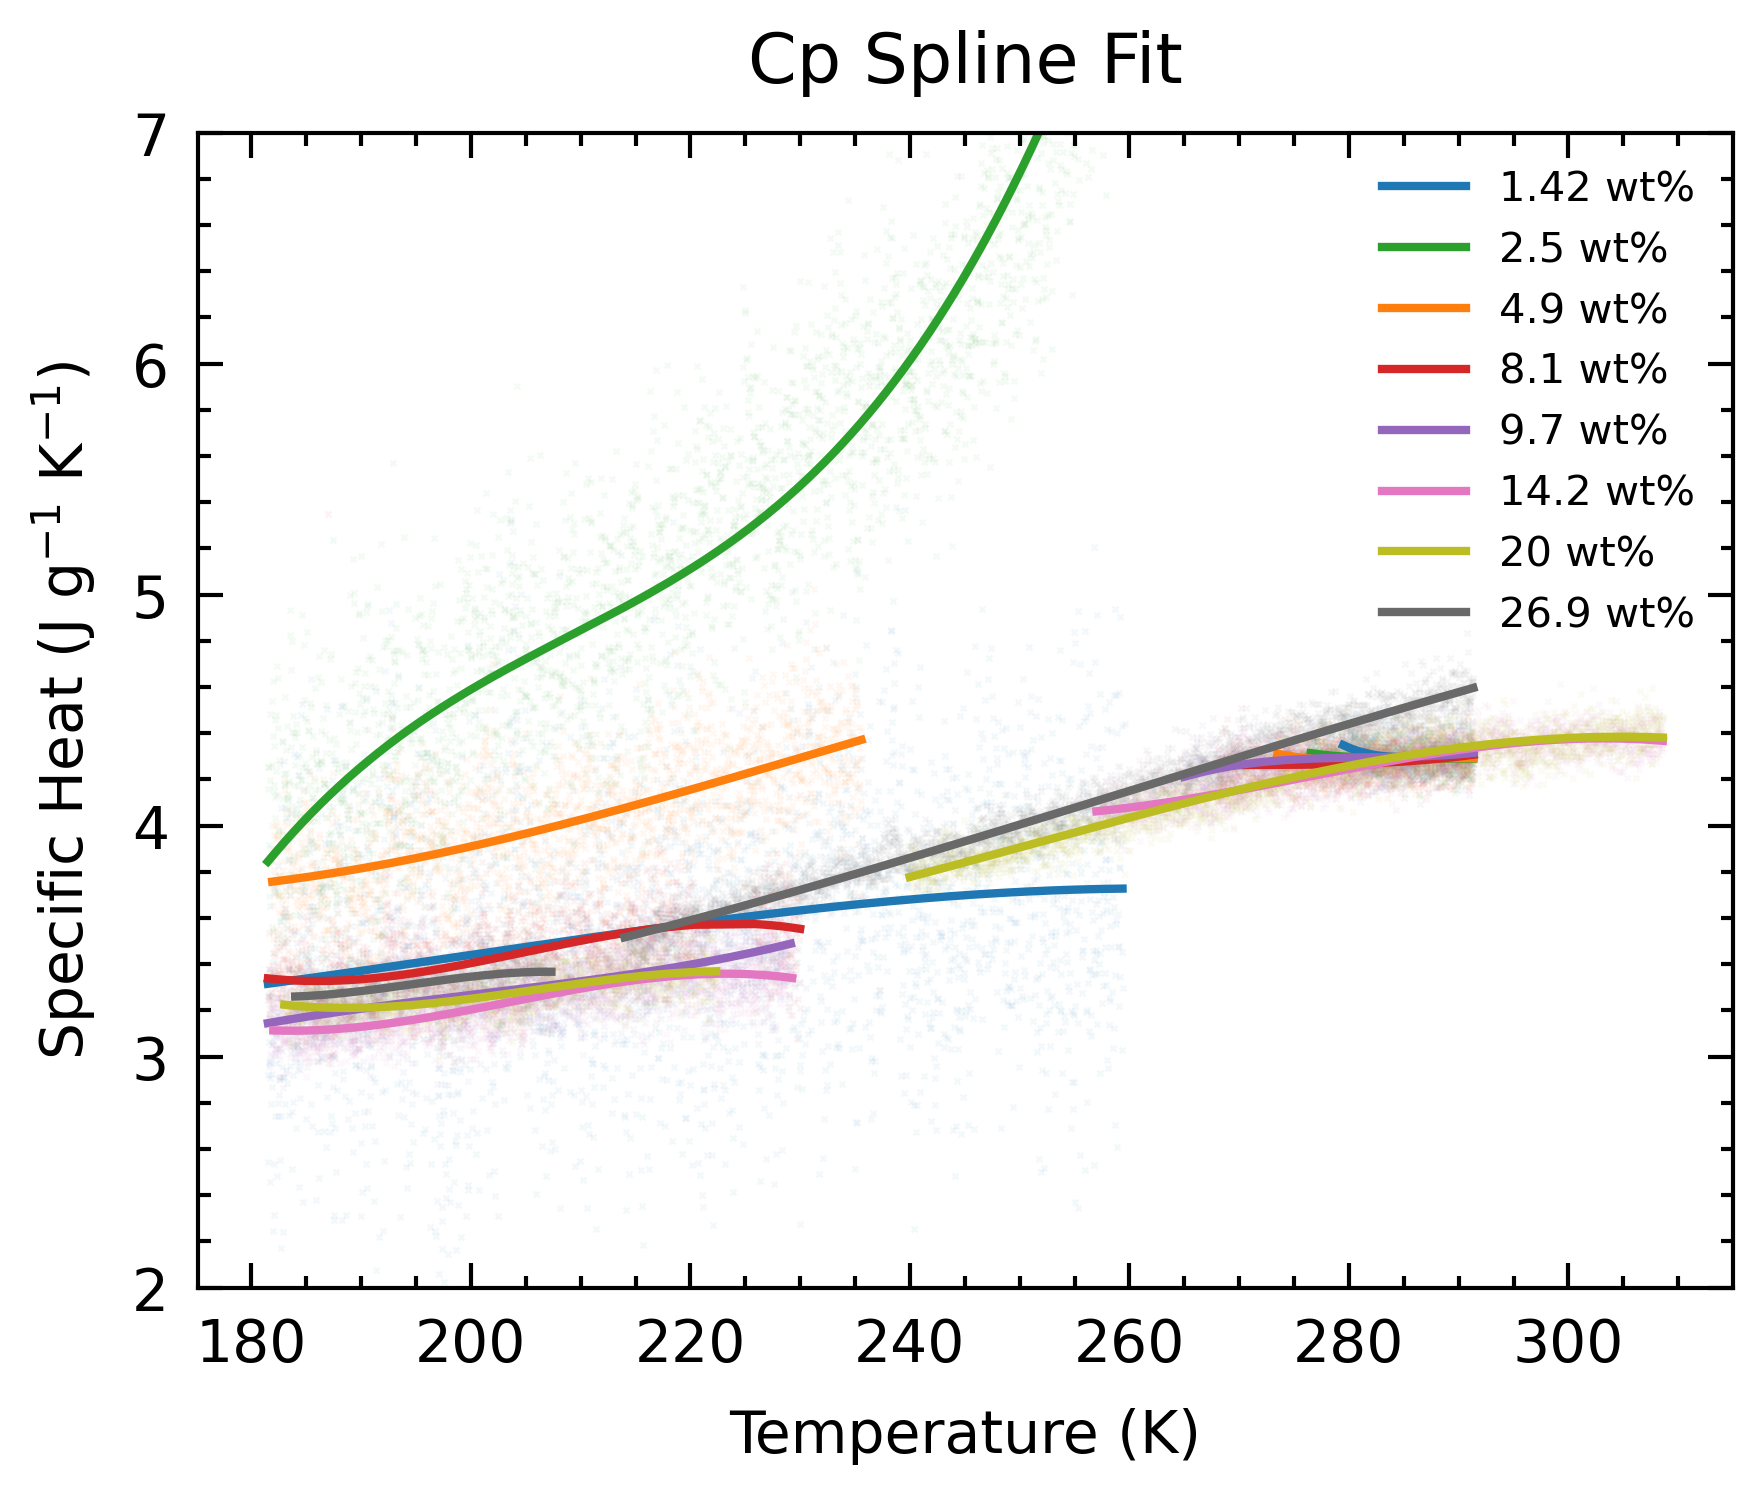 Cp Spline Fit
7
6
5
4
3
2
Specific Heat (J g⁻¹ K⁻¹)
1.42 wt%
2.5 wt%
4.9 wt%
8.1 wt%
9.7 wt%
14.2 wt%
20 wt%
26.9 wt%
180 200 220 240 260 280 300
Temperature (K)